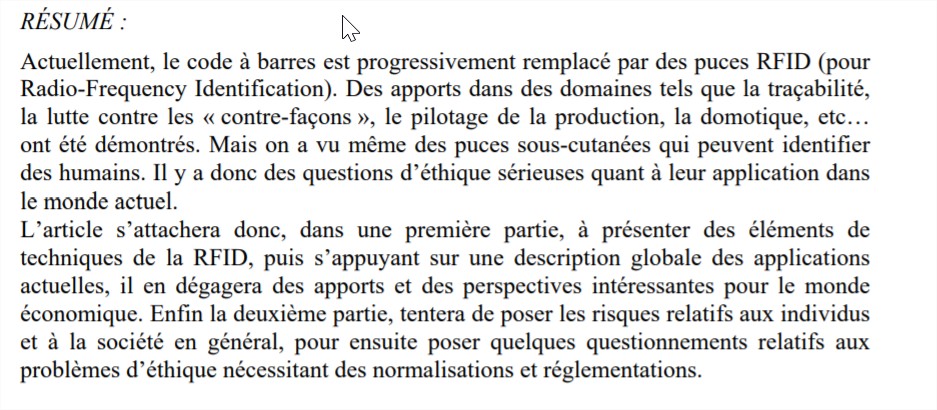 RÉSUMÉ :
Actuellement, le code à barres est progressivement remplacé par des puces RFID (pour
Radio-Frequency Identification). Des apports dans des domaines tels que la traçabilité,
la lutte contre les « contre-façons », le pilotage de la production, la domotique, etc…
ont été démontrés. Mais on a vu même des puces sous-cutanées qui peuvent identifier
des humains. Il y a donc des questions d’éthique sérieuses quant à leur application dans
le monde actuel.
L’article s’attachera donc, dans une première partie, à présenter des éléments de
techniques de la RFID, puis s’appuyant sur une description globale des applications
actuelles, il en dégagera des apports et des perspectives intéressantes pour le monde
économique. Enfin la deuxième partie, tentera de poser les risques relatifs aux individus
et à la société en général, pour ensuite poser quelques questionnements relatifs aux
problèmes d’éthique nécessitant des normalisations et réglementations.